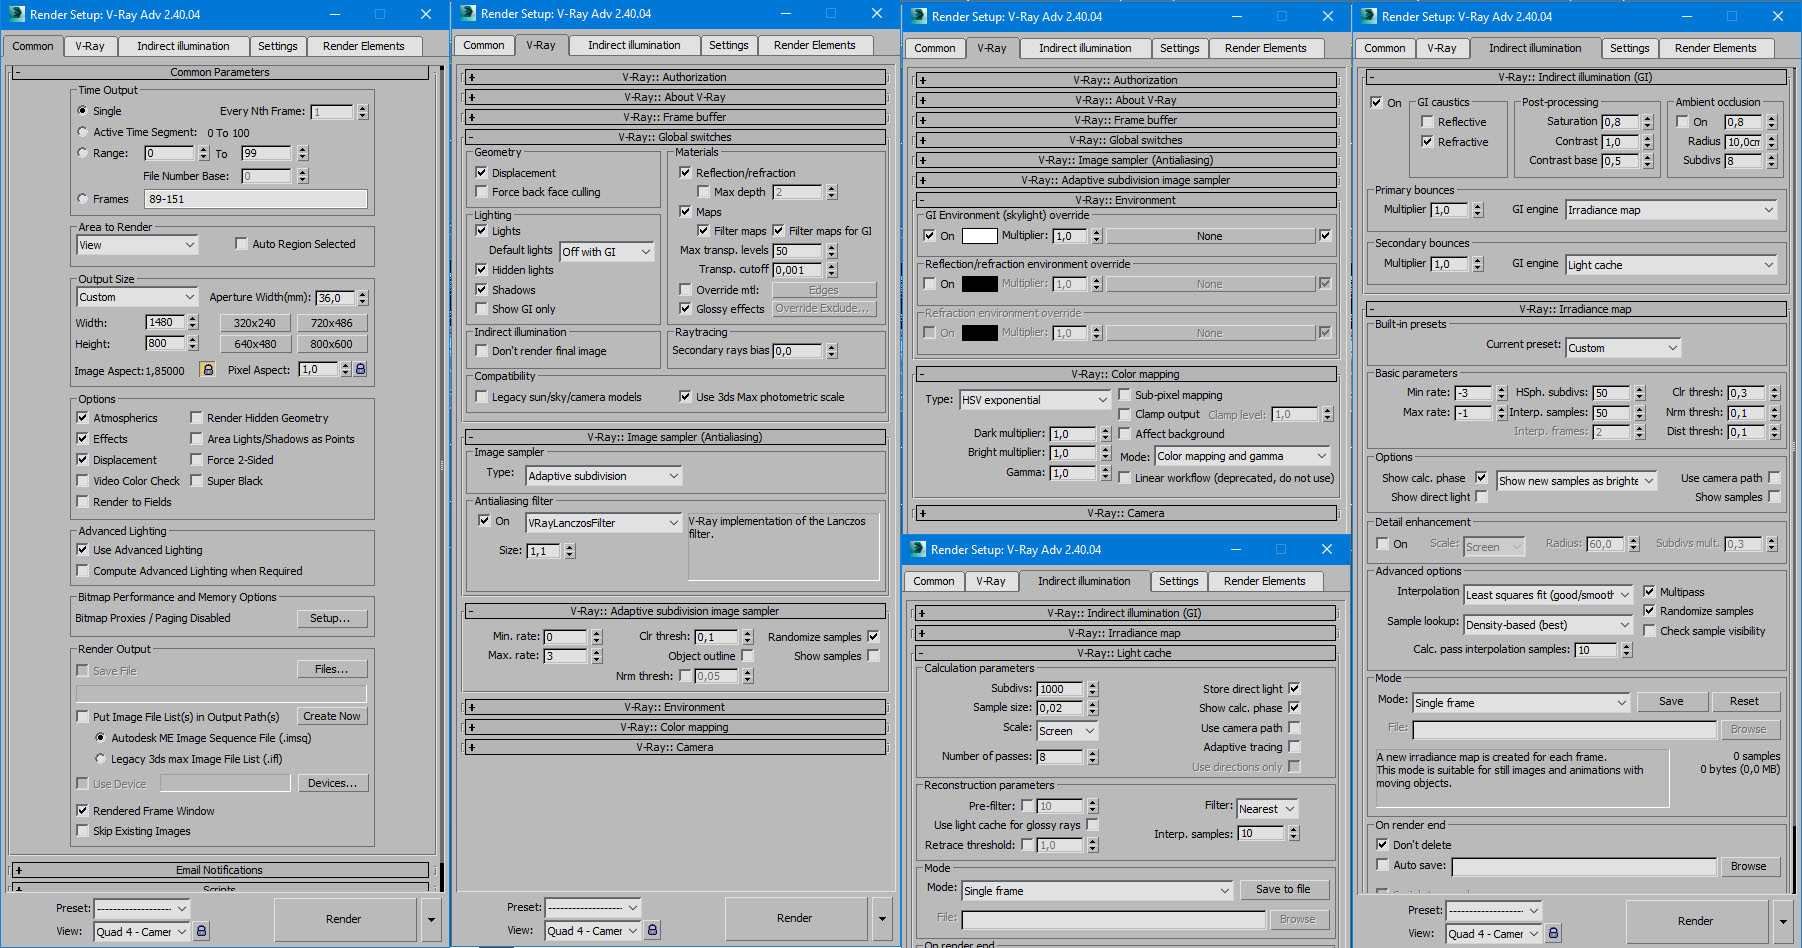 Render Setup: V-Ray Adv 2.40.04
Common V-Ray Indirect illumination Settings Render Elements
- Common Parameters
Time Output
Single Every Nth Frame: 1
Active Time Segment: 0 To 100
Range: 0 To 99
File Number Base: 0
Frames 89-151
Area to Render
View Auto Region Selected
Output Size
Custom Aperture Width(mm): 36,0
Width: 1480 320x240 720x486
Height: 800 640x480 800x600
Image Aspect: 1,85000 Pixel Aspect: 1,0
Options
Atmospherics Render Hidden Geometry
Effects Area Lights/Shadows as Points
Displacement Force 2-Sided
Video Color Check Super Black
Render to Fields
Advanced Lighting
Use Advanced Lighting
Compute Advanced Lighting when Required
Bitmap Performance and Memory Options
Bitmap Proxies / Paging Disabled Setup...
Render Output
Save File Files...
Put Image File List(s) in Output Path(s) Create Now
Autodesk ME Image Sequence File (.imsq)
Legacy 3ds max Image File List (.ifl)
Use Device Devices...
Rendered Frame Window
Skip Existing Images
+ Email Notifications
+ Scripts
Preset: --------------------
View: Quad 4 - Camer Render
Render Setup: V-Ray Adv 2.40.04
Common V-Ray Indirect illumination Settings Render Elements
+ V-Ray:: Authorization
+ V-Ray:: About V-Ray
+ V-Ray:: Frame buffer
- V-Ray:: Global switches
Geometry
Displacement
Force back face culling
Lighting
Lights
Default lights Off with GI
Hidden lights
Shadows
Show GI only
Materials
Reflection/refraction
Max depth 2
Maps
Filter maps Filter maps for GI
Max transp. levels 50
Transp. cutoff 0,001
Override mtl: Edges
Glossy effects Override Exclude...
Indirect illumination
Don't render final image
Raytracing
Secondary rays bias 0,0
Compatibility
Legacy sun/sky/camera models Use 3ds Max photometric scale
- V-Ray:: Image sampler (Antialiasing)
Image sampler
Type: Adaptive subdivision
Antialiasing filter
On VRayLanczosFilter V-Ray implementation of the Lanczos
filter.
Size: 1,1
- V-Ray:: Adaptive subdivision image sampler
Min. rate: 0 Clr thresh: 0,1 Randomize samples
Max. rate: 3 Object outline Show samples
Nrm thresh: 0,05
+ V-Ray:: Environment
+ V-Ray:: Color mapping
+ V-Ray:: Camera
Preset: --------------------
View: Quad 4 - Camer Render
Render Setup: V-Ray Adv 2.40.04
Common V-Ray Indirect illumination Settings Render Elements
+ V-Ray:: Authorization
+ V-Ray:: About V-Ray
+ V-Ray:: Frame buffer
+ V-Ray:: Global switches
+ V-Ray:: Image sampler (Antialiasing)
+ V-Ray:: Adaptive subdivision image sampler
- V-Ray:: Environment
GI Environment (skylight) override
On Multiplier: 1,0 None
Reflection/refraction environment override
On Multiplier: 1,0 None
Refraction environment override
On Multiplier: 1,0 None
- V-Ray:: Color mapping
Type: HSV exponential Sub-pixel mapping
Clamp output Clamp level: 1,0
Dark multiplier: 1,0 Affect background
Bright multiplier: 1,0 Mode: Color mapping and gamma
Gamma: 1,0 Linear workflow (deprecated, do not use)
+ V-Ray:: Camera
Render Setup: V-Ray Adv 2.40.04
Common V-Ray Indirect illumination Settings Render Elements
+ V-Ray:: Indirect illumination (GI)
+ V-Ray:: Irradiance map
- V-Ray:: Light cache
Calculation parameters
Subdivs: 1000 Store direct light
Sample size: 0,02 Show calc. phase
Scale: Screen Use camera path
Adaptive tracing
Number of passes: 8 Use directions only
Reconstruction parameters
Pre-filter: 10 Filter: Nearest
Use light cache for glossy rays
Retrace threshold: 1,0 Interp. samples: 10
Mode
Mode: Single frame Save to file
File: Browse
On render end
Render Setup: V-Ray Adv 2.40.04
Common V-Ray Indirect illumination Settings Render Elements
- V-Ray:: Indirect illumination (GI)
On
GI caustics
Reflective
Refractive
Post-processing
Saturation 0,8
Contrast 1,0
Contrast base 0,5
Ambient occlusion
On 0,8
Radius 10,0cm
Subdivs 8
Primary bounces
Multiplier 1,0 GI engine Irradiance map
Secondary bounces
Multiplier 1,0 GI engine Light cache
- V-Ray:: Irradiance map
Built-in presets
Current preset: Custom
Basic parameters
Min rate: -3 HSph. subdivs: 50 Clr thresh: 0,3
Max rate: -1 Interp. samples: 50 Nrm thresh: 0,1
Interp. frames: 2 Dist thresh: 0,1
Options
Show calc. phase Show new samples as brighte Use camera path
Show direct light Show samples
Detail enhancement
On Scale: Screen Radius: 60,0 Subdivs mult. 0,3
Advanced options
Interpolation Least squares fit (good/smooth Multipass
Randomize samples
Sample lookup: Density-based (best) Check sample visibility
Calc. pass interpolation samples: 10
Mode
Mode: Single frame Save Reset
File: Browse
A new irradiance map is created for each frame.
This mode is suitable for still images and animations with
moving objects.
0 samples
0 bytes (0,0 MB)
On render end
Don't delete
Auto save: Browse
Preset: --------------------
View: Quad 4 - Camer Render